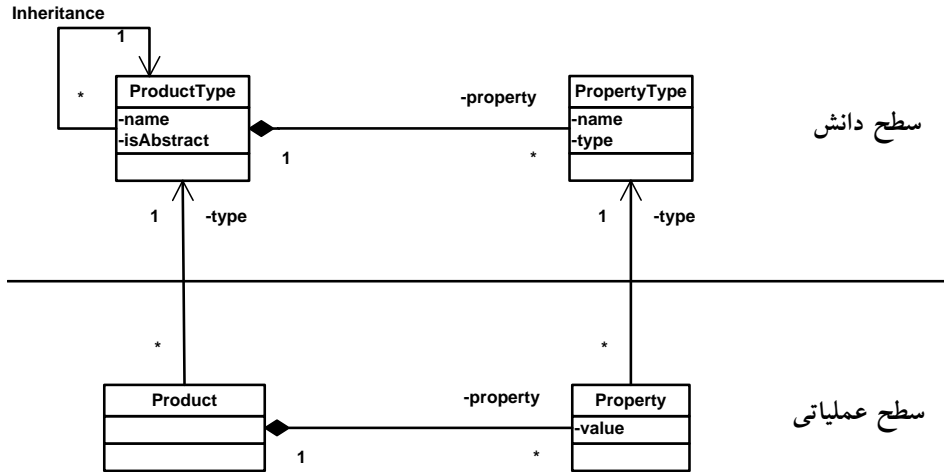 Inheritance
1
*
ProductType
-name
-isAbstract
1
-property
*
PropertyType
-name
-type
سطح دانش
1
-type
1
-type
*
*
Product
1
-property
*
Property
-value
سطح عملیاتی